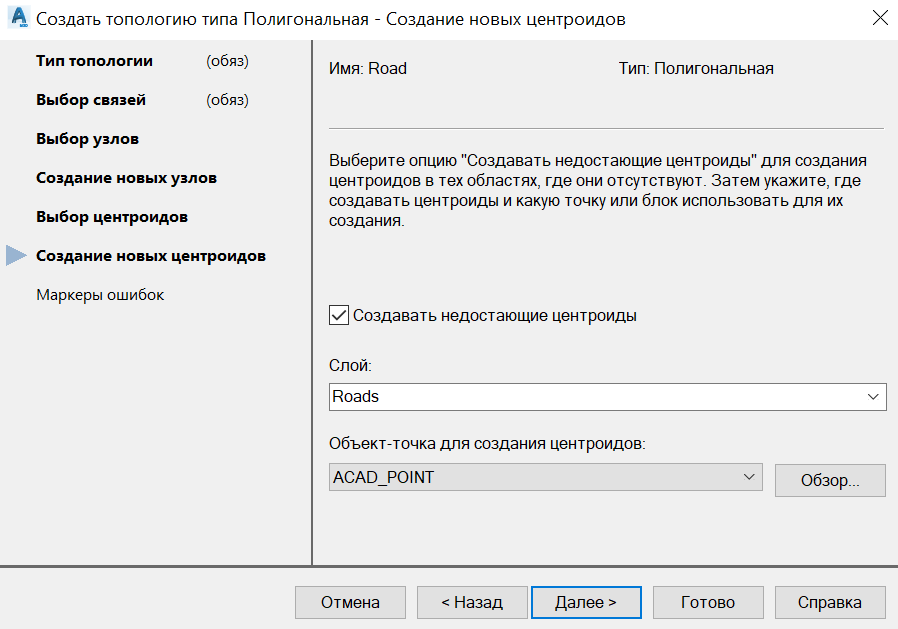 Создать топологию типа Полигональная - Создание новых центроидов
Тип топологии (обяз)
Выбор связей (обяз)
Выбор узлов
Создание новых узлов
Выбор центроидов
Создание новых центроидов
Маркеры ошибок
Имя: Road Тип: Полигональная
Выберите опцию "Создавать недостающие центроиды" для создания
центроидов в тех областях, где они отсутствуют. Затем укажите, где
создавать центроиды и какую точку или блок использовать для их
создания.
Создавать недостающие центроиды
Слой:
Roads
Объект-точка для создания центроидов:
ACAD_POINT
Обзор...
Отмена < Назад Далее > Готово Справка